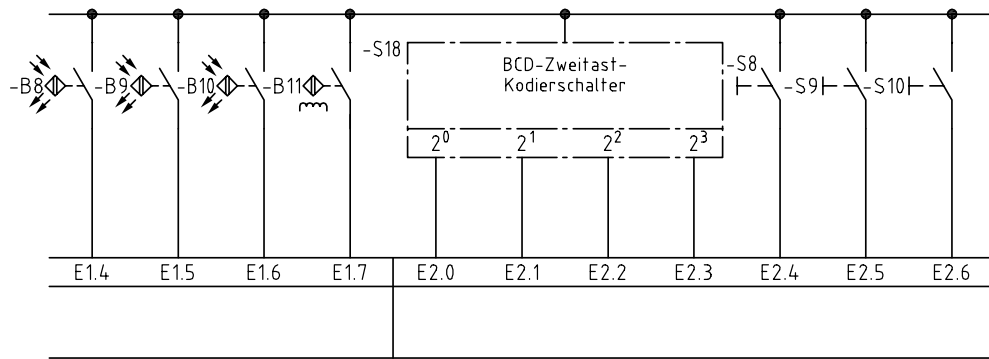 -S18
BCD-Zweitast-
Kodierschalter
-B8
-B9
-B10
-B11
-S8
-S9
-S10
2⁰ 2¹ 2² 2³
E1.4 E1.5 E1.6 E1.7 E2.0 E2.1 E2.2 E2.3 E2.4 E2.5 E2.6